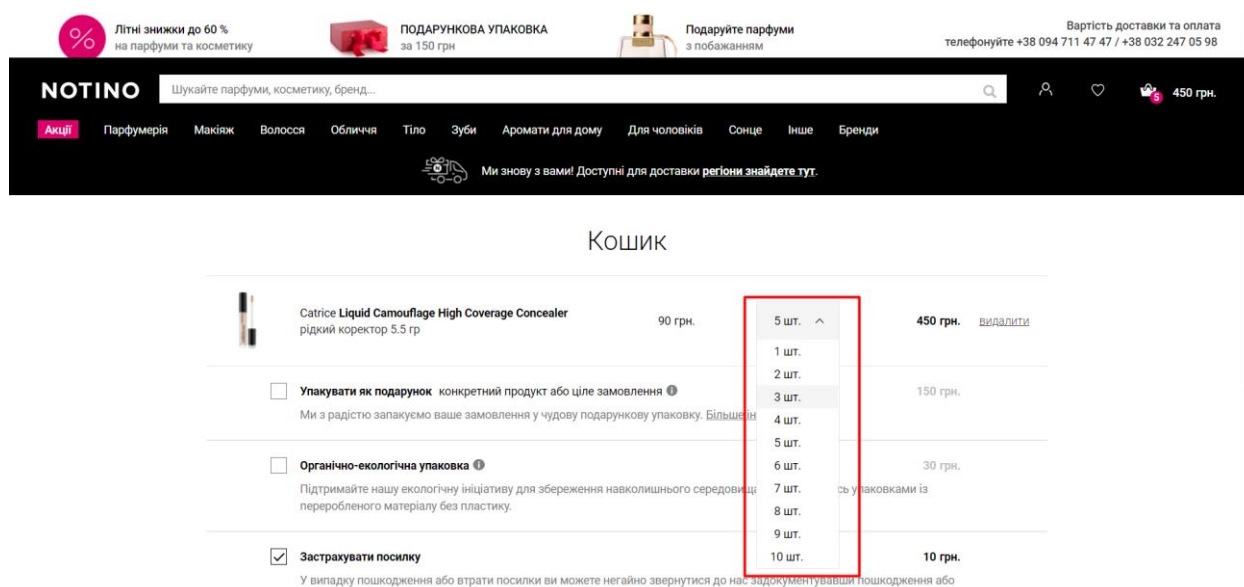 Літні знижки до 60 %
на парфуми та косметику
ПОДАРУНКОВА УПАКОВКА
за 150 грн
Подаруйте парфуми
з побажанням
Вартість доставки та оплата
телефонуйте +38 094 711 47 47 / +38 032 247 05 98
NOTINO Шукайте парфуми, косметику, бренд... 5 450 грн.
Акції Парфумерія Макіяж Волосся Обличчя Тіло Зуби Аромати для дому Для чоловіків Сонце Інше Бренди
Ми знову з вами! Доступні для доставки регіони знайдете тут.
Кошик
Catrice Liquid Camouflage High Coverage Concealer
рідкий коректор 5.5 гр
90 грн. 5 шт. 450 грн. видалити
1 шт.
2 шт.
3 шт.
4 шт.
5 шт.
6 шт.
7 шт.
8 шт.
9 шт.
10 шт.
Упакувати як подарунок конкретний продукт або ціле замовлення 150 грн.
Ми з радістю запакуємо ваше замовлення у чудову подарункову упаковку.
Органічно-екологічна упаковка 30 грн.
Підтримайте нашу екологічну ініціативу для збереження навколишнього середовища упаковками із
переробленого матеріалу без пластику.
Застрахувати посилку 10 грн.
У випадку пошкодження або втрати посилки ви можете негайно звернутися до нас задокументувавши пошкодження або